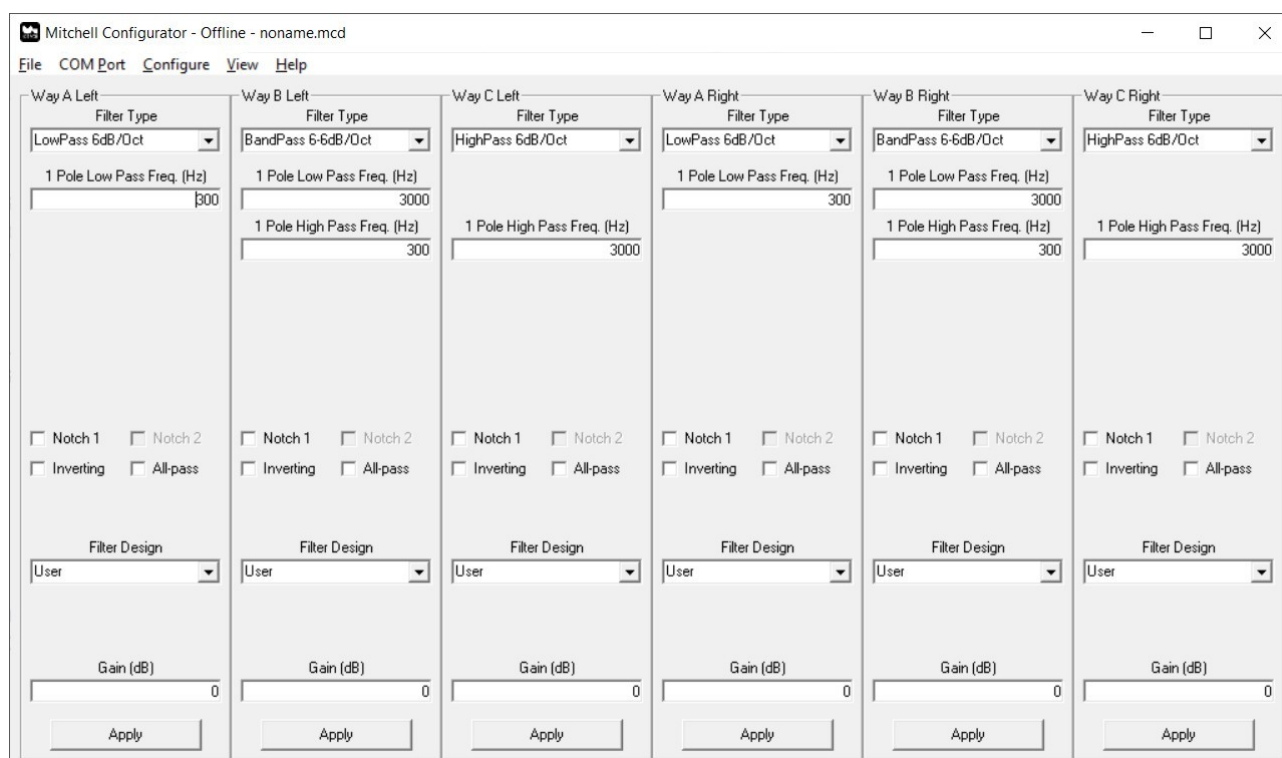 Mitchell Configurator - Offline - noname.mcd
File COM Port Configure View Help
Way A Left Way B Left Way C Left Way A Right Way B Right Way C Right
Filter Type Filter Type Filter Type Filter Type Filter Type Filter Type
LowPass 6dB/Oct BandPass 6-6dB/Oct HighPass 6dB/Oct LowPass 6dB/Oct BandPass 6-6dB/Oct HighPass 6dB/Oct
1 Pole Low Pass Freq. (Hz) 1 Pole Low Pass Freq. (Hz) 1 Pole Low Pass Freq. (Hz) 1 Pole Low Pass Freq. (Hz)
300 3000 300 3000
1 Pole High Pass Freq. (Hz) 1 Pole High Pass Freq. (Hz) 1 Pole High Pass Freq. (Hz) 1 Pole High Pass Freq. (Hz)
300 3000 300 3000
Notch 1 Notch 2 Notch 1 Notch 2 Notch 1 Notch 2 Notch 1 Notch 2 Notch 1 Notch 2 Notch 1 Notch 2
Inverting All-pass Inverting All-pass Inverting All-pass Inverting All-pass Inverting All-pass Inverting All-pass
Filter Design Filter Design Filter Design Filter Design Filter Design Filter Design
User User User User User User
Gain (dB) Gain (dB) Gain (dB) Gain (dB) Gain (dB) Gain (dB)
0 0 0 0 0 0
Apply Apply Apply Apply Apply Apply